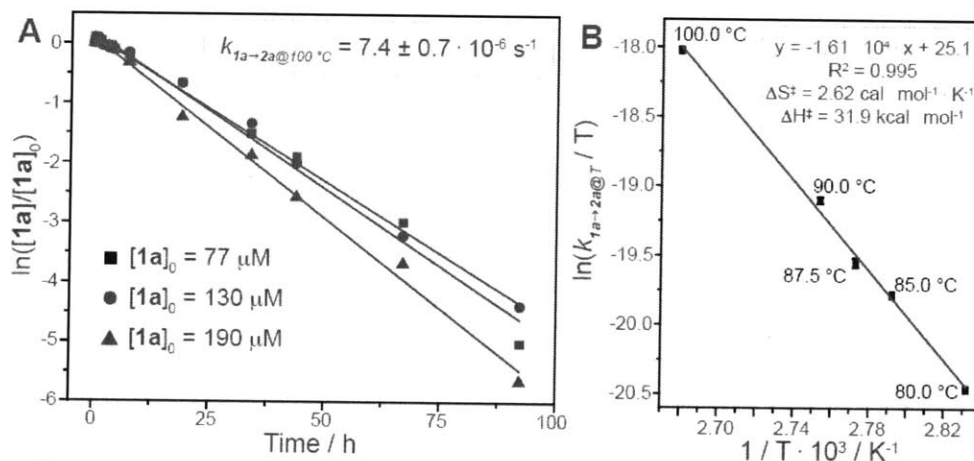 A
k1a→2a@100 °C = 7.4 ± 0.7 · 10-6 s-1
ln([1a]/[1a]0)
0
-1
-2
-3
-4
-5
-6
[1a]0 = 77 μM
[1a]0 = 130 μM
[1a]0 = 190 μM
0 25 50 75 100
Time / h
B
100.0 °C
y = -1.61 10⁴ · x + 25.1
R² = 0.995
ΔS‡ = 2.62 cal mol-1 · K-1
ΔH‡ = 31.9 kcal mol-1
ln(k1a→2a@T / T)
-18.0
-18.5
-19.0
-19.5
-20.0
-20.5
90.0 °C
87.5 °C
85.0 °C
80.0 °C
2.70 2.74 2.78 2.82
1 / T · 10³ / K-1